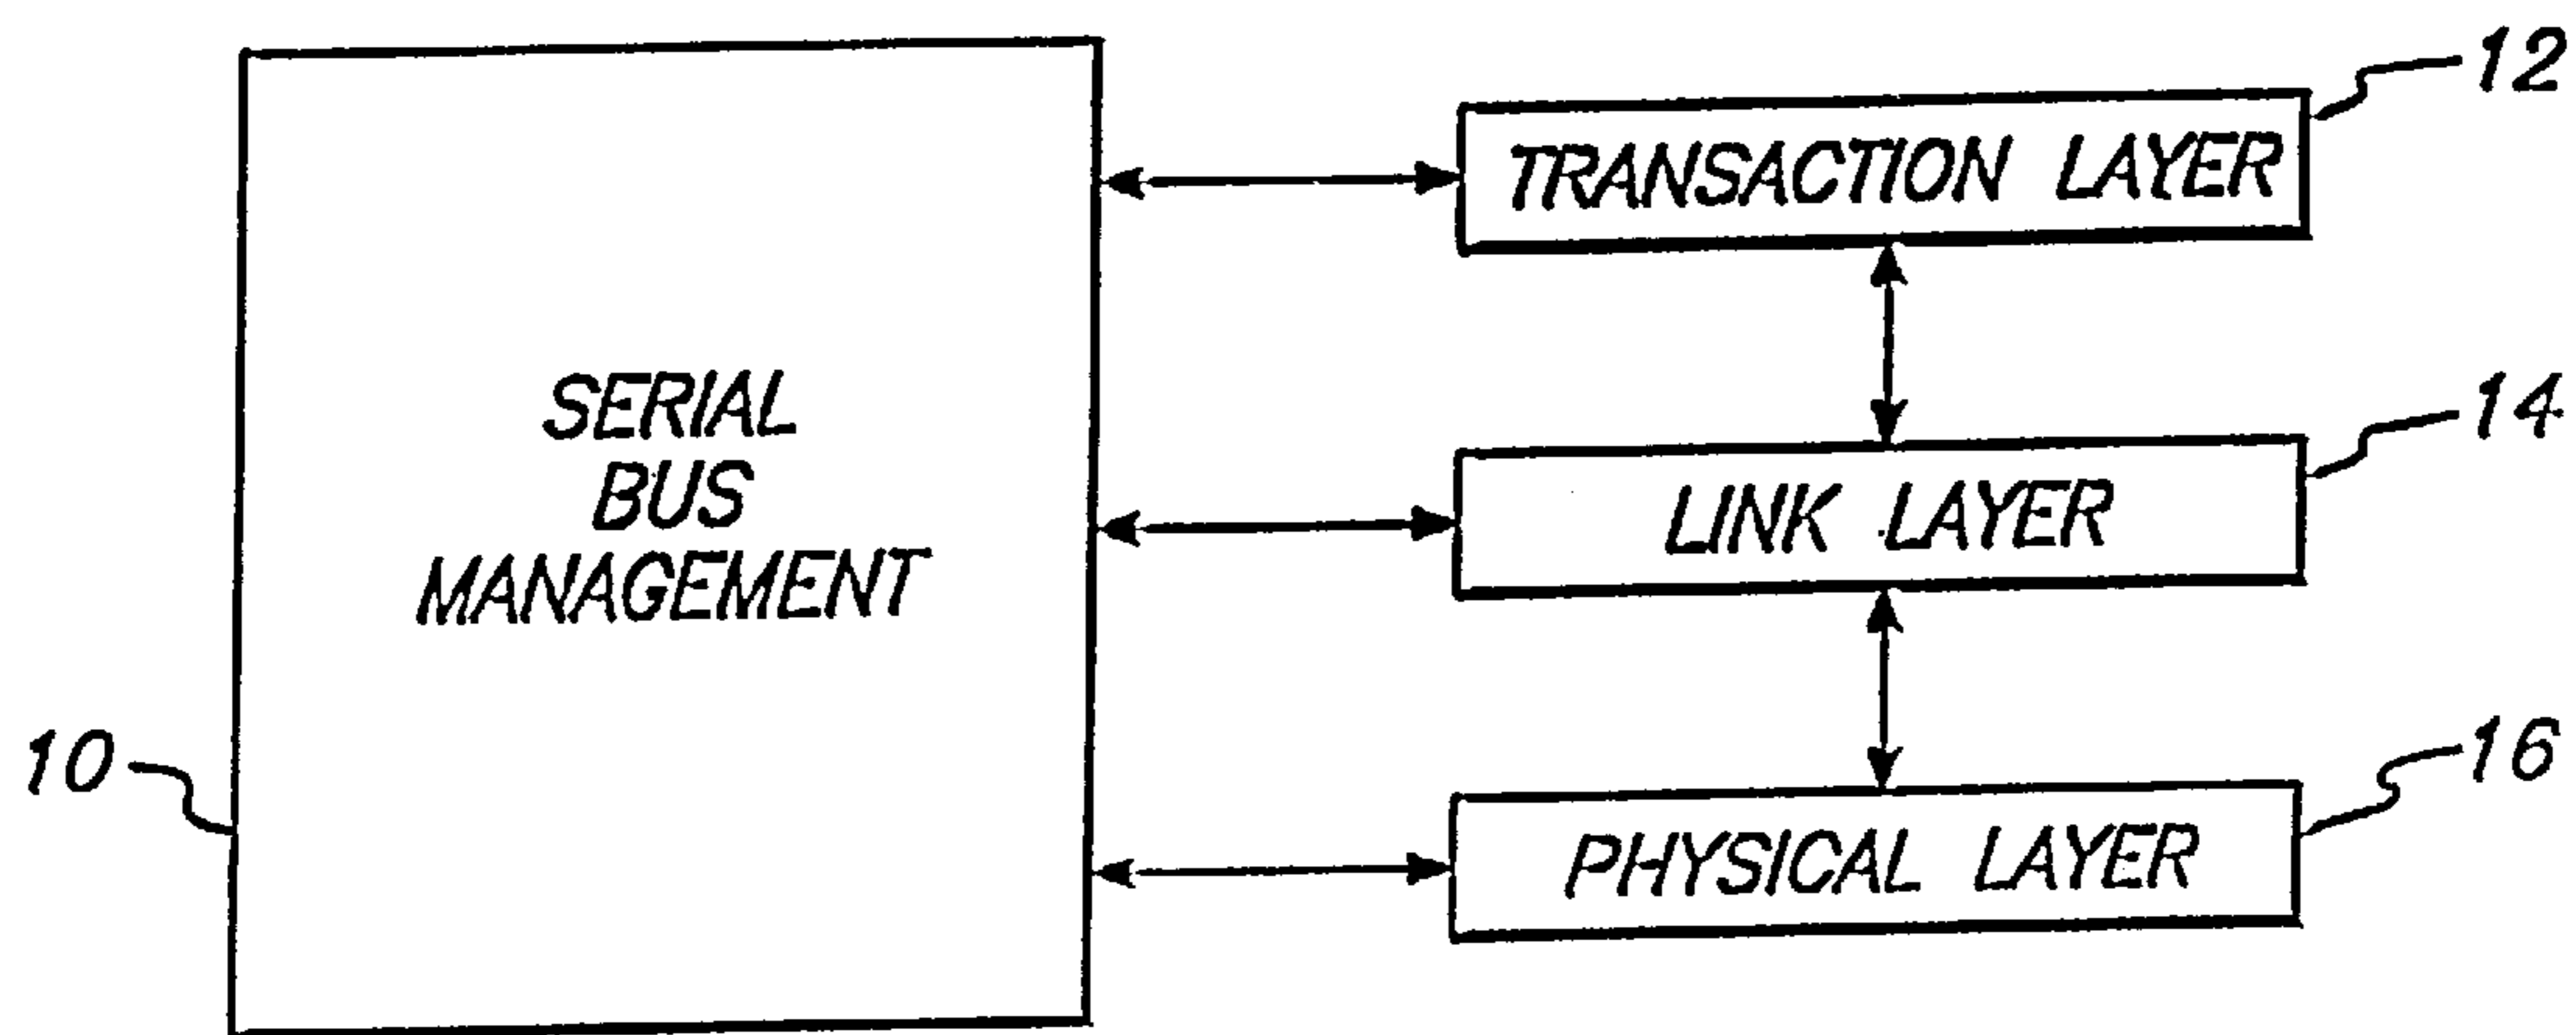 12
TRANSACTION LAYER
14
SERIAL
BUS
MANAGEMENT
LINK LAYER
10
16
PHYSICAL LAYER